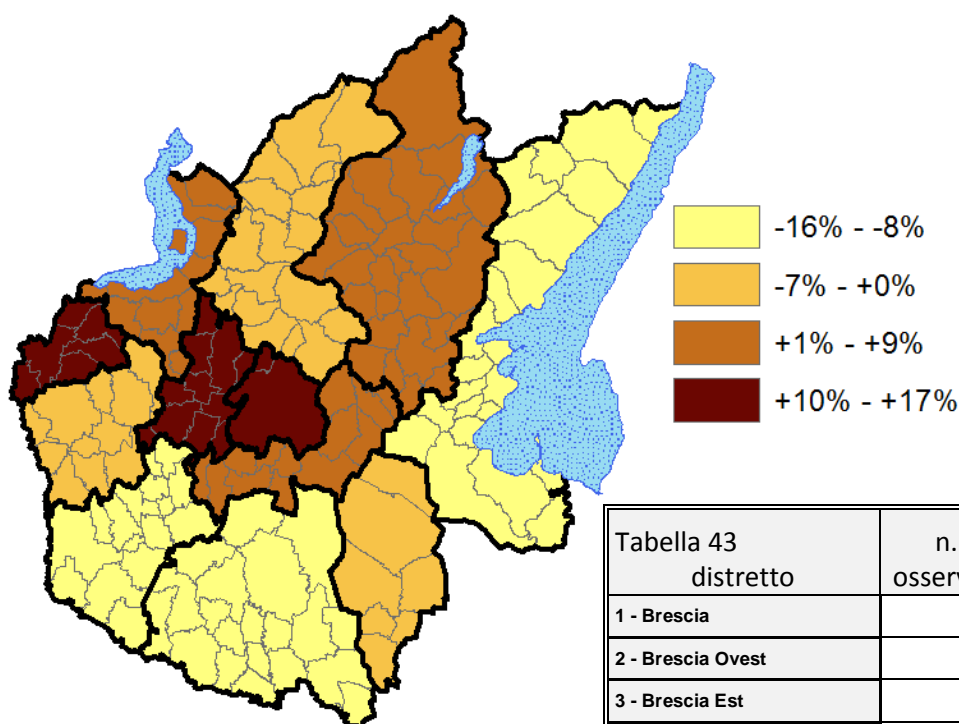 -16% - -8%
-7% - +0%
+1% - +9%
+10% - +17%
Tabella 43
distretto
n.
osserv
1 - Brescia
2 - Brescia Ovest
3 - Brescia Est